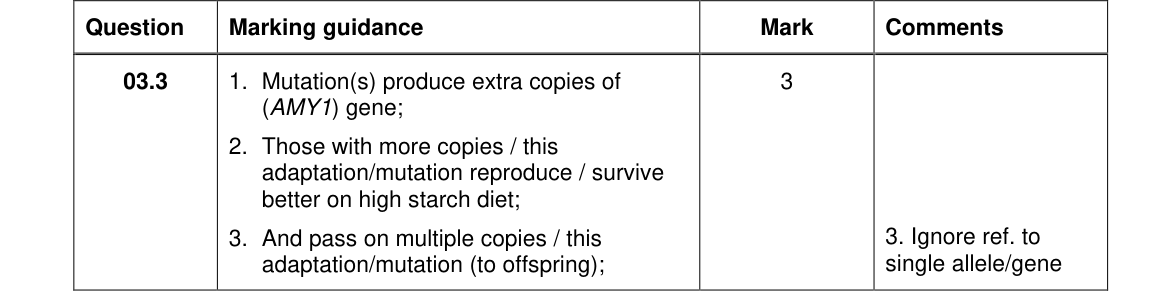 Question Marking guidance Mark Comments
03.3 1. Mutation(s) produce extra copies of 3
(AMY1) gene;
2. Those with more copies / this
adaptation/mutation reproduce / survive
better on high starch diet;
3. And pass on multiple copies / this
adaptation/mutation (to offspring);
3. Ignore ref. to
single allele/gene